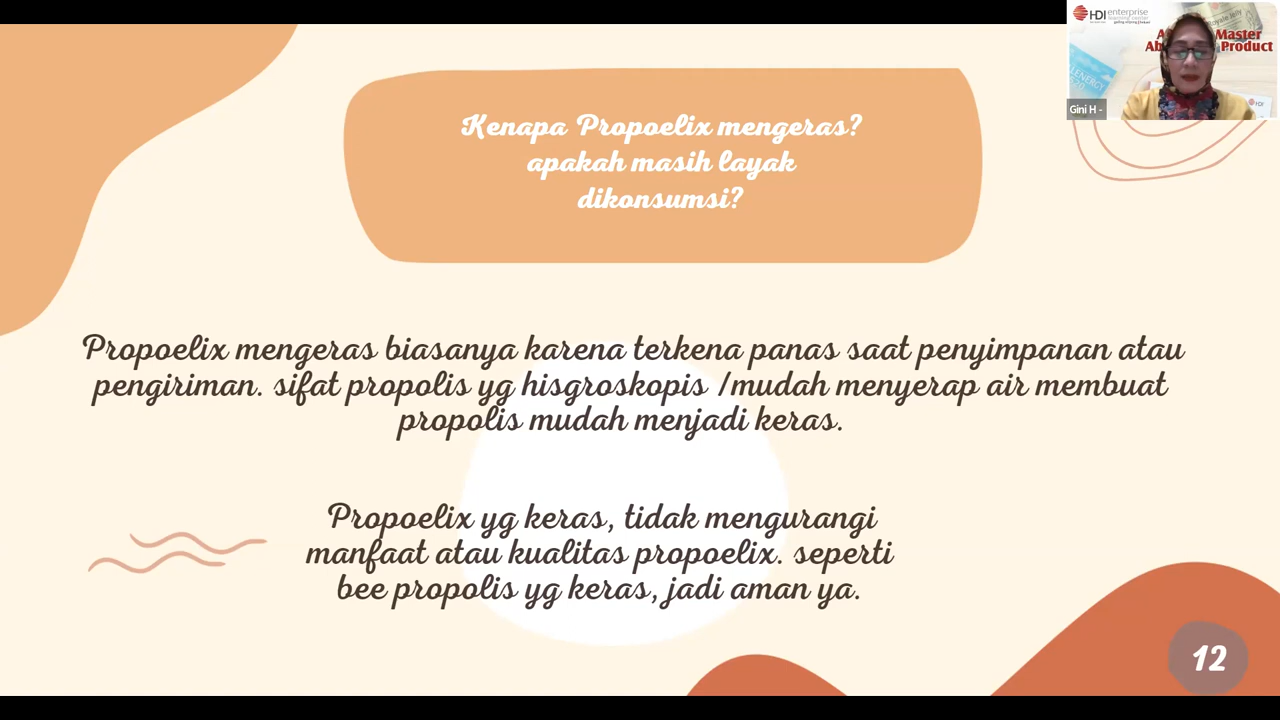 HDI enterprise
learning center
Master
Product
Gini H -
Kenapa Propoelix mengeras?
apakah masih layak
dikonsumsi?
Propoelix mengeras biasanya karena terkena panas saat penyimpanan atau
pengiriman. sifat propolis yg hisgroskopis /mudah menyerap air membuat
propolis mudah menjadi keras.
Propoelix yg keras, tidak mengurangi
manfaat atau kualitas propoelix. seperti
bee propolis yg keras, jadi aman ya.
12